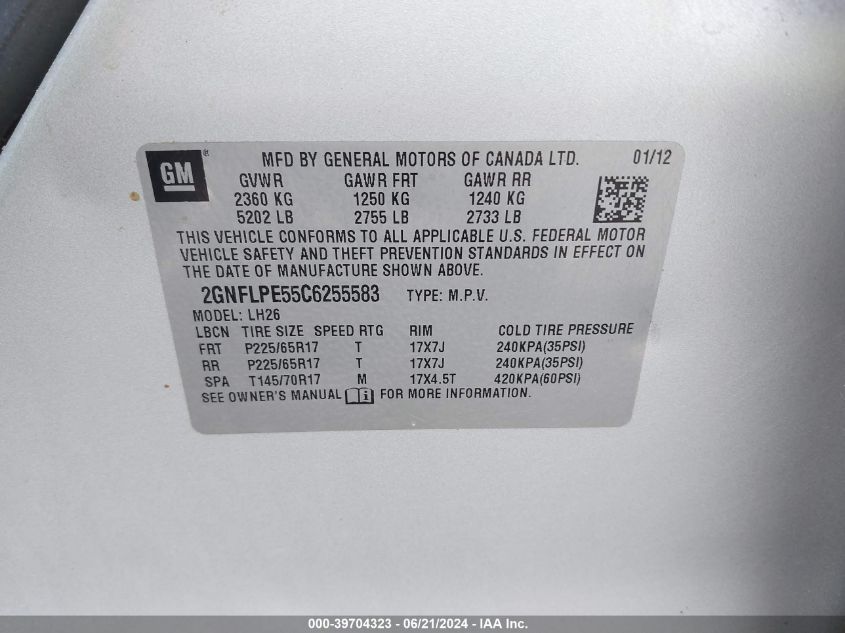 GM ® MFD BY GENERAL MOTORS OF CANADA LTD. 01/12
GVWR GAWR FRT GAWR RR
2360 KG 1250 KG 1240 KG
5202 LB 2755 LB 2733 LB
THIS VEHICLE CONFORMS TO ALL APPLICABLE U.S. FEDERAL MOTOR
VEHICLE SAFETY AND THEFT PREVENTION STANDARDS IN EFFECT ON
THE DATE OF MANUFACTURE SHOWN ABOVE.
2GNFLPE55C6255583 TYPE: M.P.V.
MODEL: LH26
LBCN TIRE SIZE SPEED RTG RIM COLD TIRE PRESSURE
FRT P225/65R17 T 17X7J 240KPA(35PSI)
RR P225/65R17 T 17X7J 240KPA(35PSI)
SPA T145/70R17 M 17X4.5T 420KPA(60PSI)
SEE OWNER'S MANUAL i FOR MORE INFORMATION.
000-39704323 - 06/21/2024 - IAA Inc.